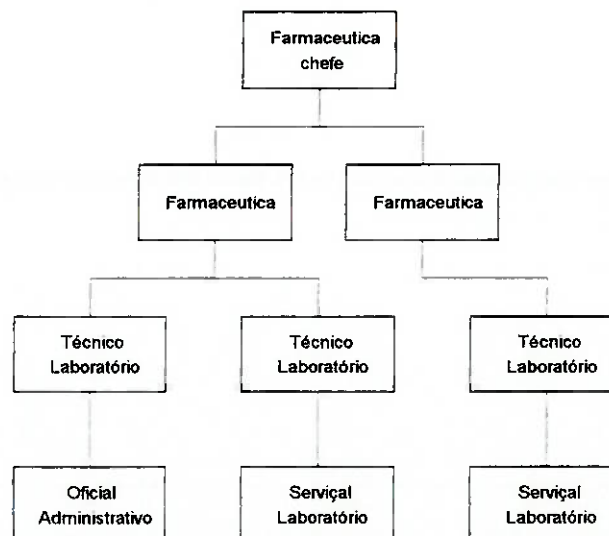 Farmaceutica
chefe
Farmaceutica
Farmaceutica
Técnico
Laboratório
Técnico
Laboratório
Técnico
Laboratório
Oficial
Administrativo
Serviçal
Laboratório
Serviçal
Laboratório